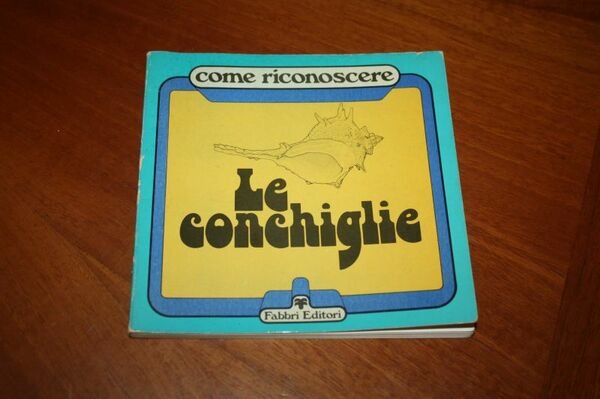 come riconoscere
Le
conchiglie
Fabbri Editori